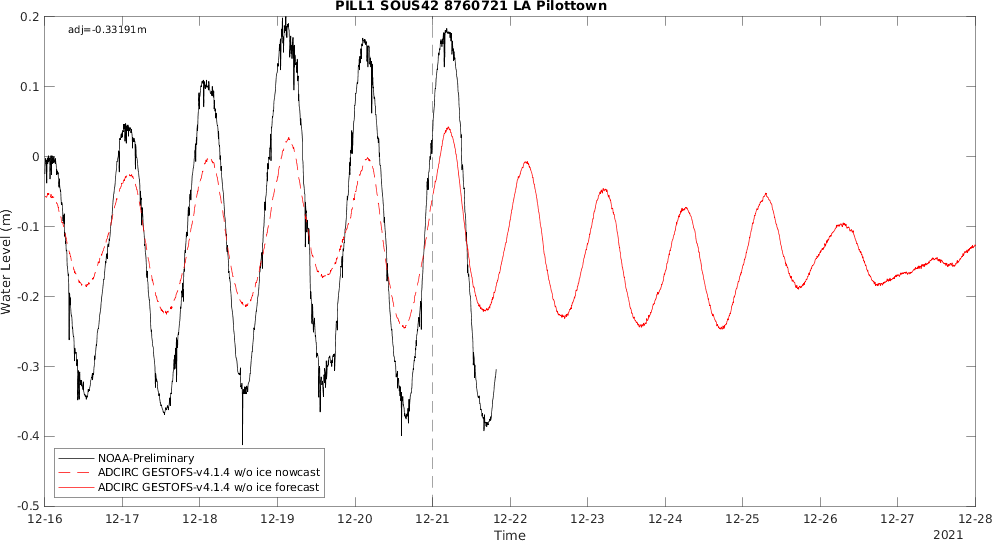 PILL1 SOUS42 8760721 LA Pilottown
adj=-0.33191m
0.2
0.1
0
-0.1
-0.2
-0.3
-0.4
-0.5
Water Level (m)
NOAA-Preliminary
ADCIRC GESTOFS-v4.1.4 w/o ice nowcast
ADCIRC GESTOFS-v4.1.4 w/o ice forecast
12-16 12-17 12-18 12-19 12-20 12-21 12-22 12-23 12-24 12-25 12-26 12-27 12-28
Time
2021